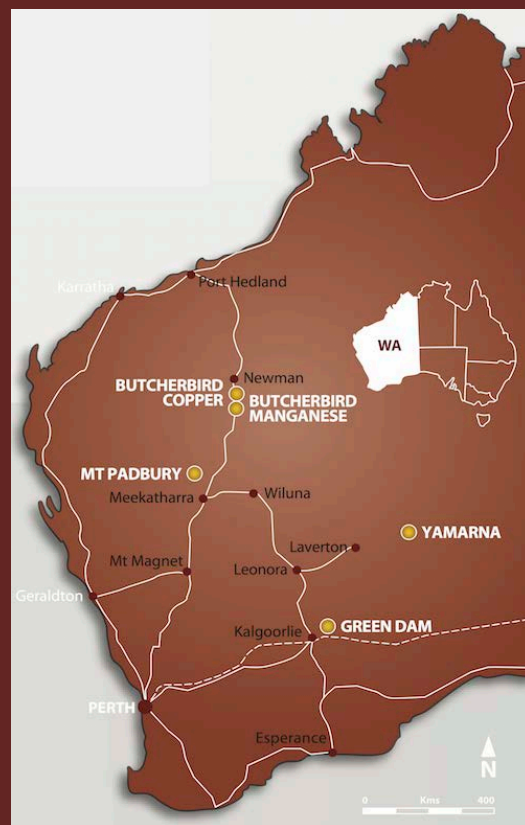 Karratha
Port Hedland
WA
Newman
BUTCHERBIRD
COPPER
BUTCHERBIRD
MANGANESE
MT PADBURY
Meekatharra
Wiluna
YAMARNA
Laverton
Mt Magnet
Leonora
Geraldton
GREEN DAM
Kalgoorlie
PERTH
Esperance
N
0 Kms 400